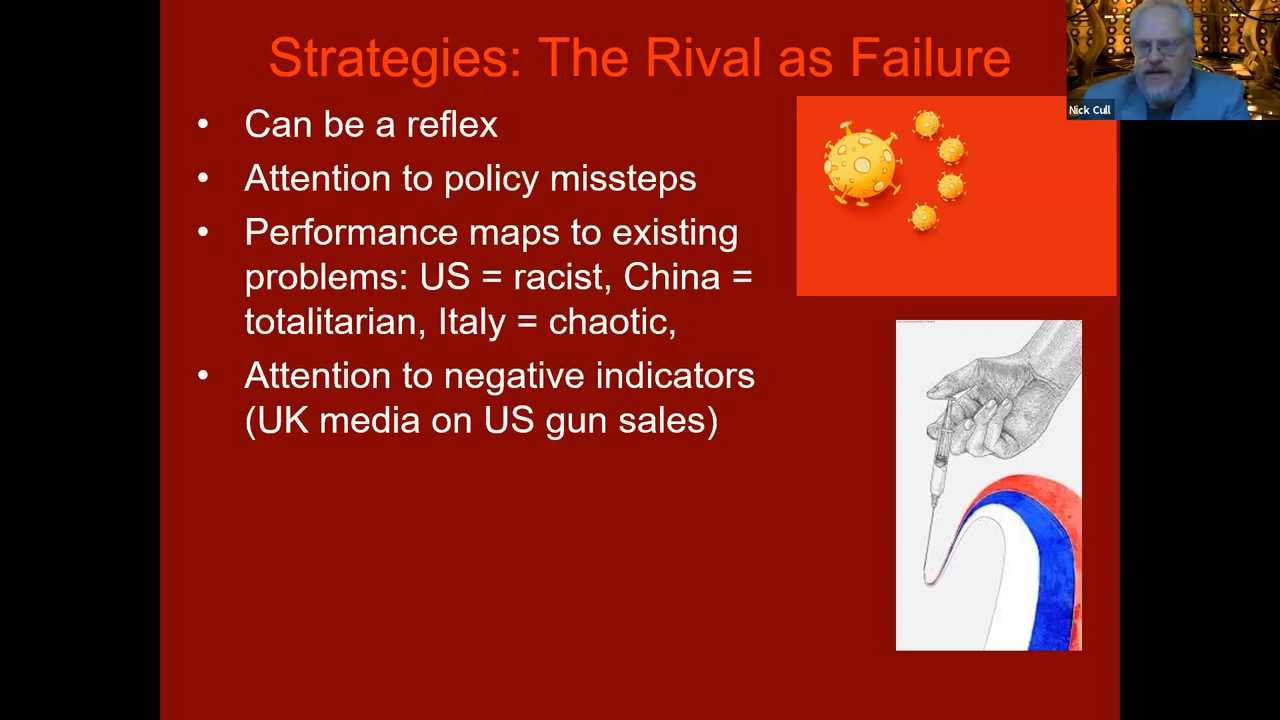 Strategies: The Rival as Failure
Nick Cull
• Can be a reflex
• Attention to policy missteps
• Performance maps to existing
problems: US = racist, China =
totalitarian, Italy = chaotic,
• Attention to negative indicators
(UK media on US gun sales)